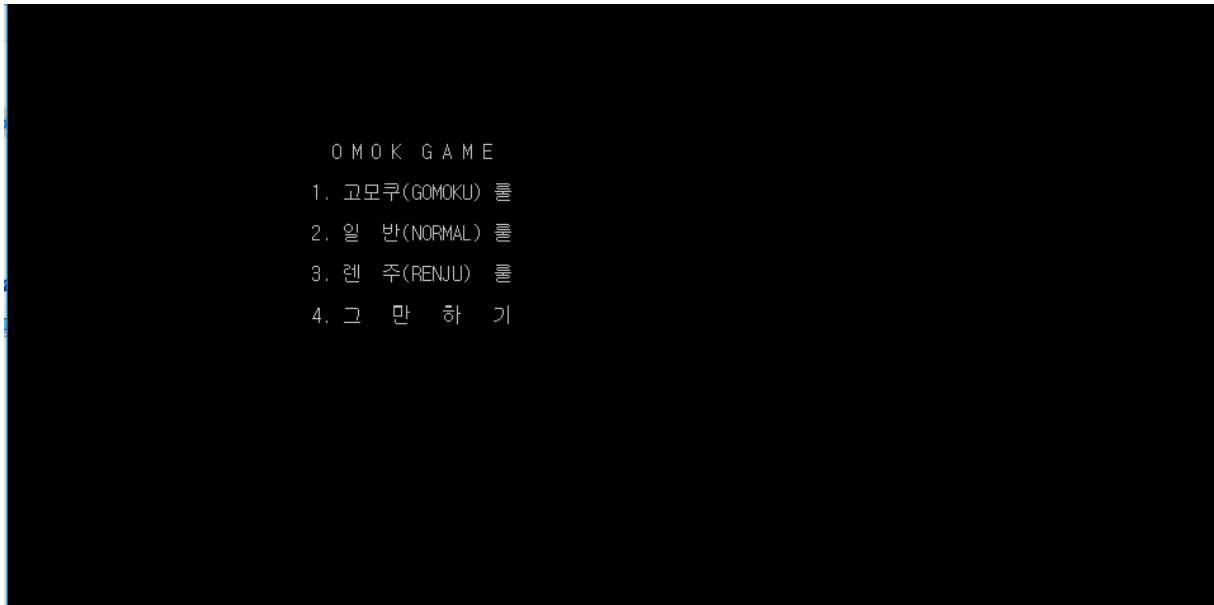 O M O K  G A M E
1. 고모쿠(GOMOKU) 룰
2. 일  반(NORMAL) 룰
3. 렌  주(RENJU)  룰
4. 그  만  하  기